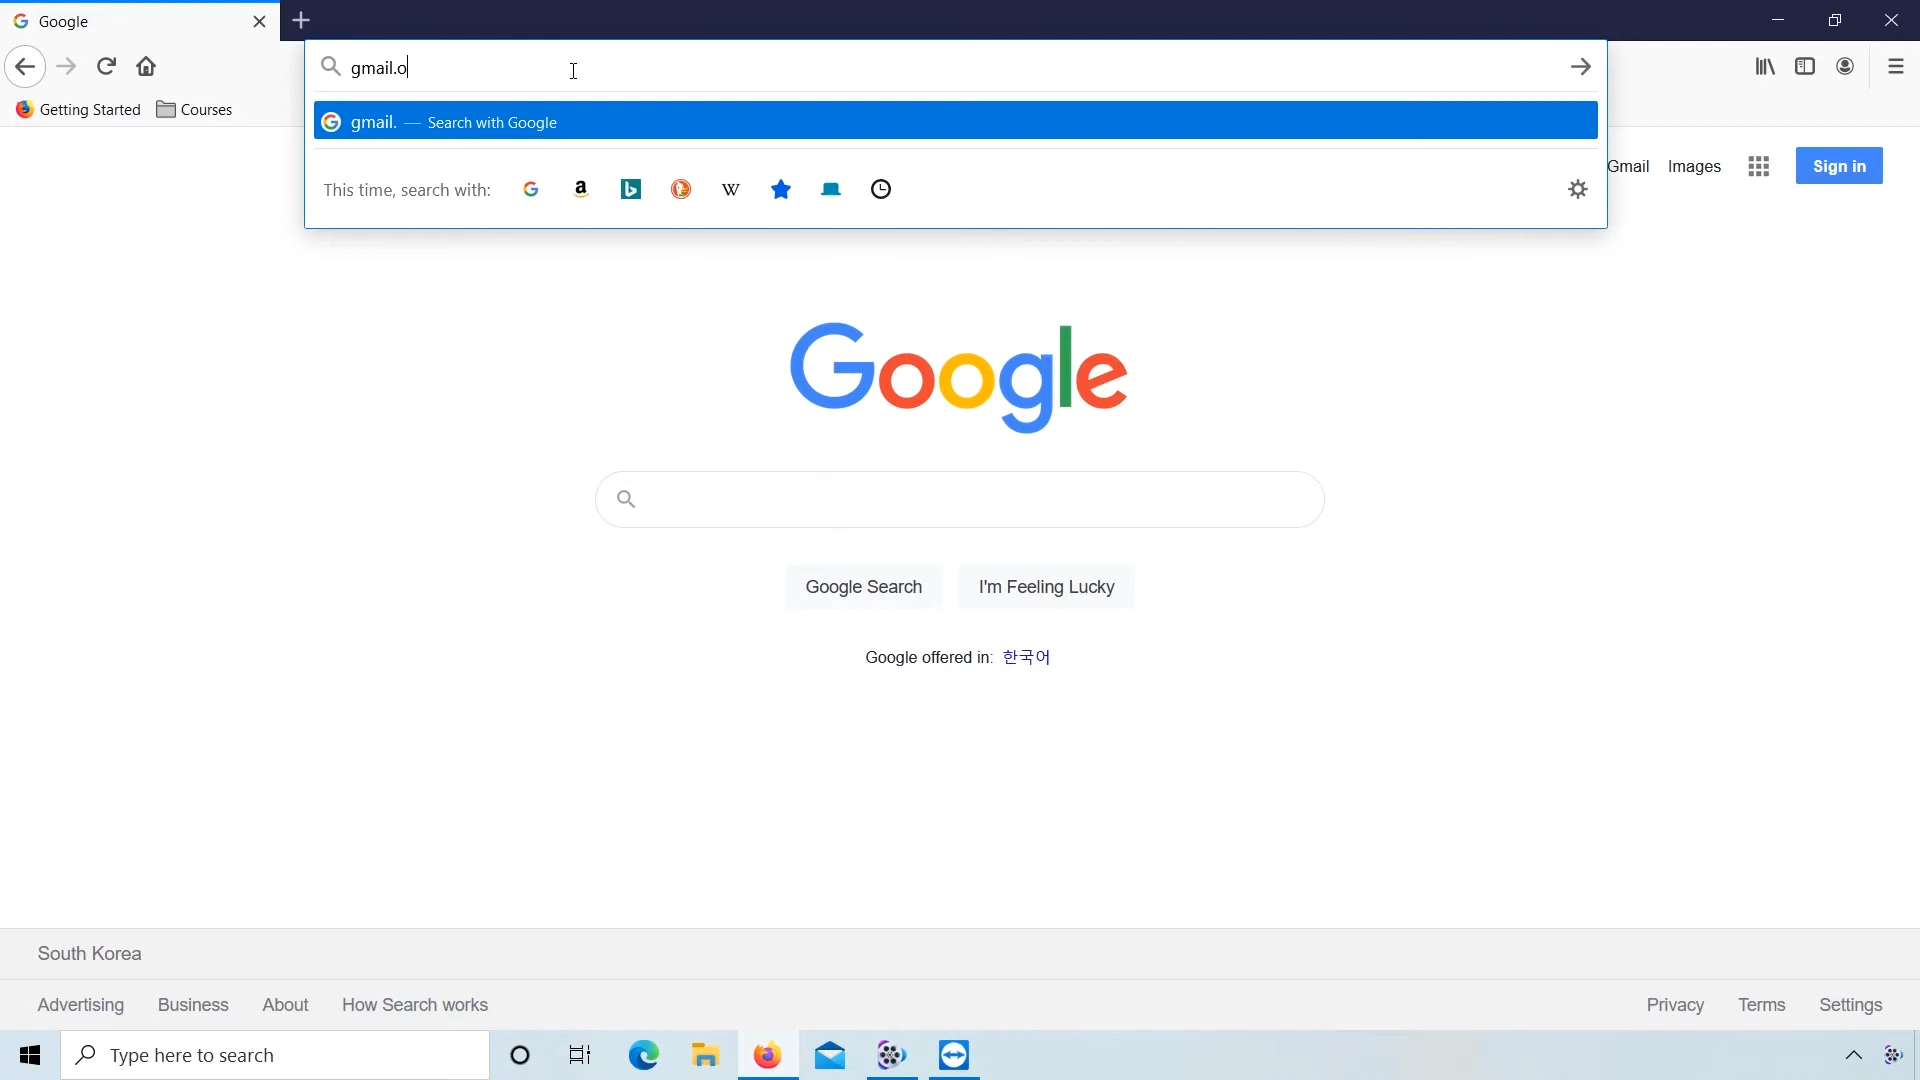 Google
gmail.o
Getting Started
Courses
gmail. — Search with Google
This time, search with:
Gmail
Images
Sign in
Google
Google Search
I'm Feeling Lucky
Google offered in: 한국어
South Korea
Advertising
Business
About
How Search works
Privacy
Terms
Settings
Type here to search